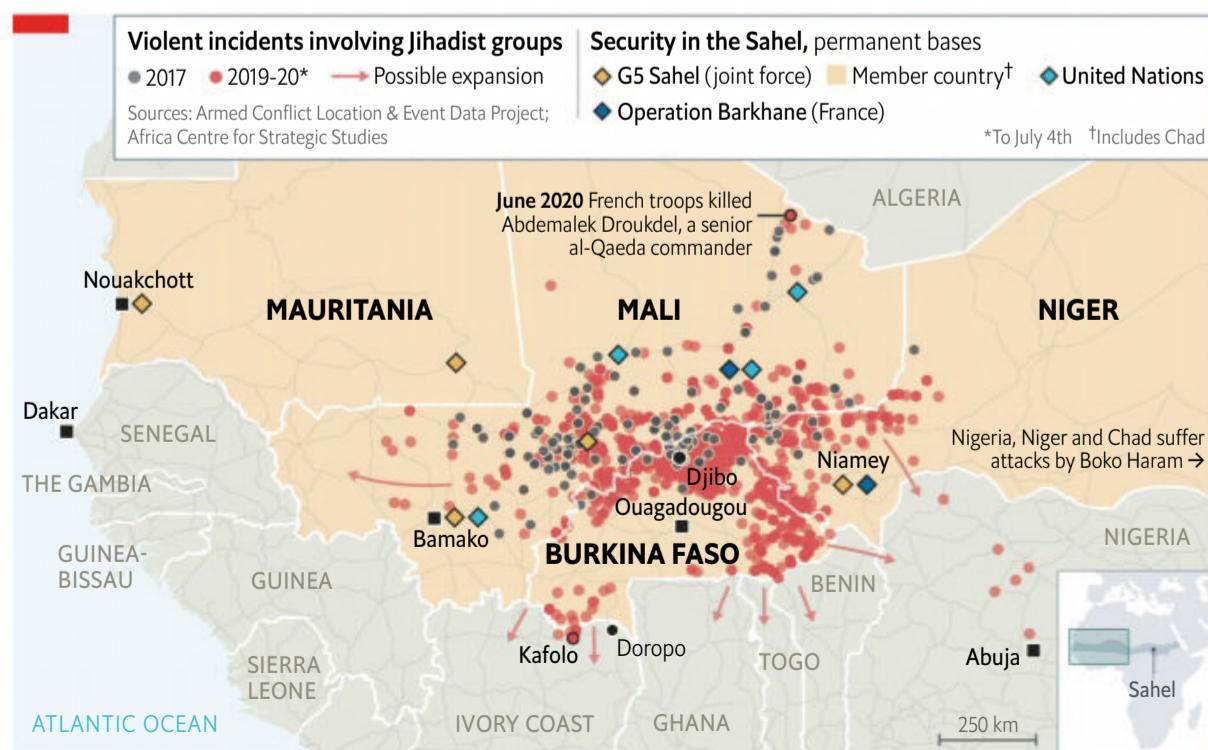 Violent incidents involving Jihadist groups
2017
2019-20*
Possible expansion
Sources: Armed Conflict Location & Event Data Project;
Africa Centre for Strategic Studies
Security in the Sahel, permanent bases
G5 Sahel (joint force)
Member country†
United Nations
Operation Barkhane (France)
*To July 4th †Includes Chad
ALGERIA
June 2020 French troops killed
Abdemalek Droukdel, a senior
al-Qaeda commander
Nouakchott
MAURITANIA
MALI
NIGER
Dakar
SENEGAL
Nigeria, Niger and Chad suffer
attacks by Boko Haram →
Niamey
THE GAMBIA
Djibo
Ouagadougou
Bamako
BURKINA FASO
NIGERIA
GUINEA-
BISSAU
GUINEA
BENIN
Kafolo
Doropo
Abuja
SIERRA
LEONE
TOGO
Sahel
ATLANTIC OCEAN
IVORY COAST
GHANA
250 km